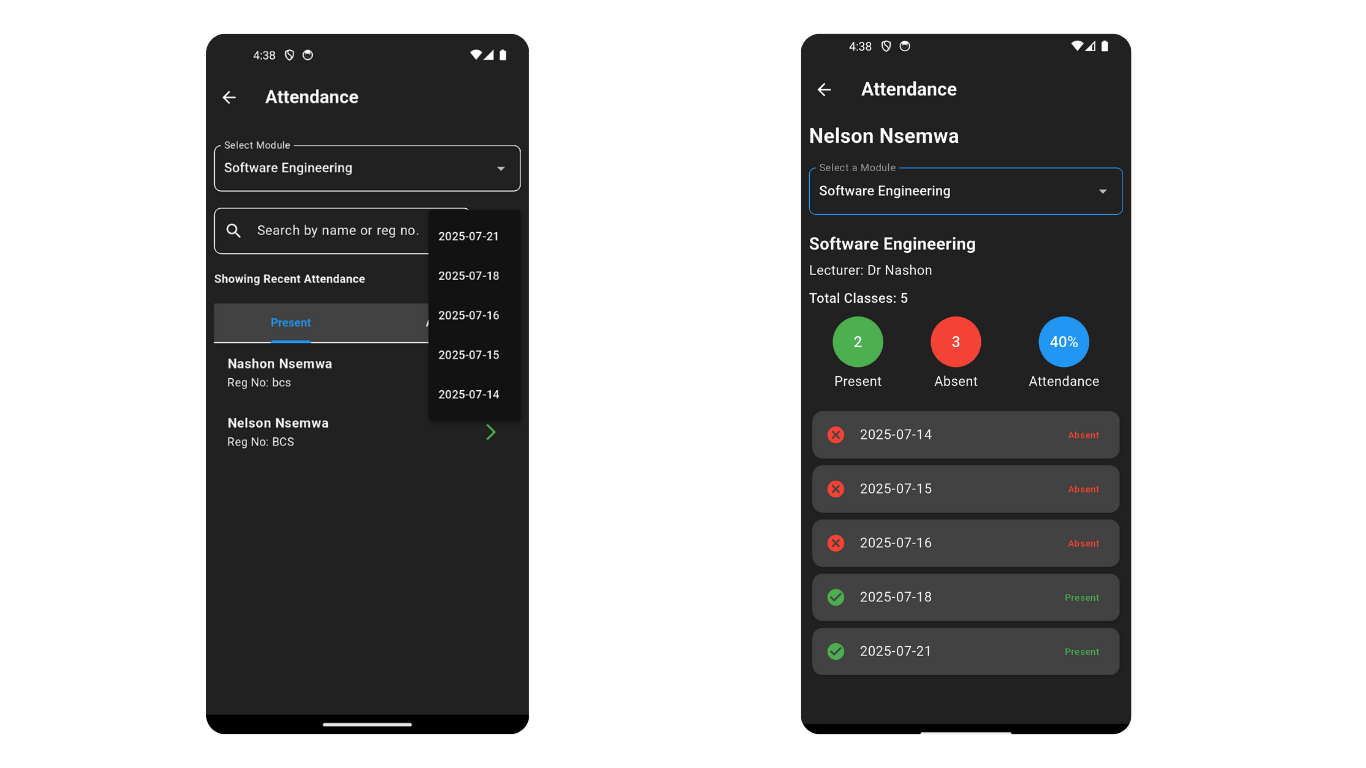 4:38
Attendance
Select Module
Software Engineering
Search by name or reg no.
2025-07-21
2025-07-18
2025-07-16
2025-07-15
2025-07-14
Showing Recent Attendance
Present
Nashon Nsemwa
Reg No: bcs
Nelson Nsemwa
Reg No: BCS
4:38
Attendance
Nelson Nsemwa
Select a Module
Software Engineering
Software Engineering
Lecturer: Dr Nashon
Total Classes: 5
2 3 40%
Present Absent Attendance
2025-07-14 Absent
2025-07-15 Absent
2025-07-16 Absent
2025-07-18 Present
2025-07-21 Present